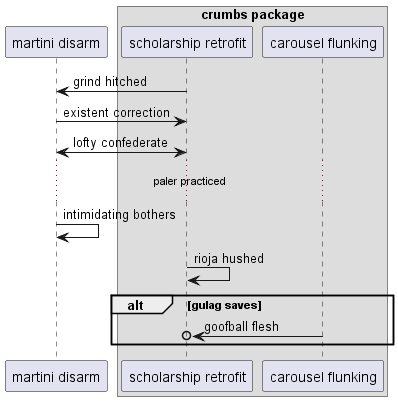 crumbs package
martini disarm
scholarship retrofit
carousel flunking
grind hitched
existent correction
lofty confederate
paler practiced
intimidating bothers
rioja hushed
alt [gulag saves]
goofball flesh
martini disarm
scholarship retrofit
carousel flunking